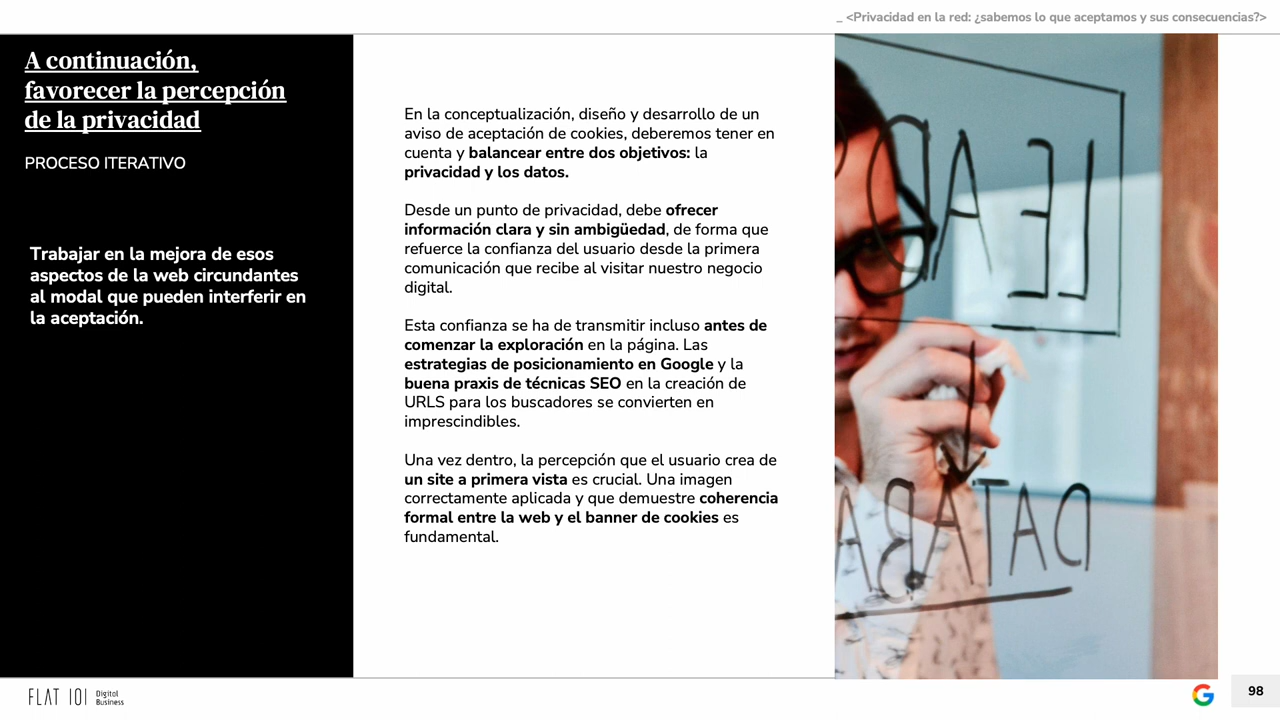 _ <Privacidad en la red: ¿sabemos lo que aceptamos y sus consecuencias?>
A continuación,
favorecer la percepción
de la privacidad
PROCESO ITERATIVO
Trabajar en la mejora de esos
aspectos de la web circundantes
al modal que pueden interferir en
la aceptación.
En la conceptualización, diseño y desarrollo de un
aviso de aceptación de cookies, deberemos tener en
cuenta y balancear entre dos objetivos: la
privacidad y los datos.
Desde un punto de privacidad, debe ofrecer
información clara y sin ambigüedad, de forma que
refuerce la confianza del usuario desde la primera
comunicación que recibe al visitar nuestro negocio
digital.
Esta confianza se ha de transmitir incluso antes de
comenzar la exploración en la página. Las
estrategias de posicionamiento en Google y la
buena praxis de técnicas SEO en la creación de
URLS para los buscadores se convierten en
imprescindibles.
Una vez dentro, la percepción que el usuario crea de
un site a primera vista es crucial. Una imagen
correctamente aplicada y que demuestre coherencia
formal entre la web y el banner de cookies es
fundamental.
LEAD
DATABA
FLAT 101 Digital
Business
98